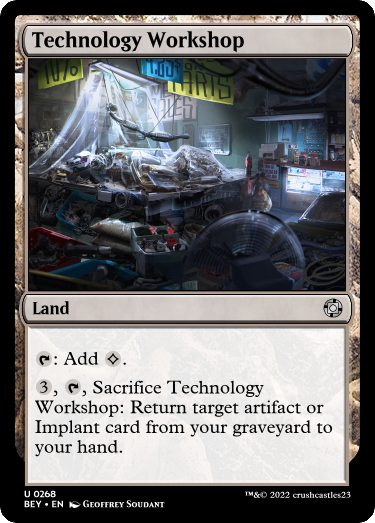 Technology Workshop
10%
Land
: Add .
3, , Sacrifice Technology
Workshop: Return target artifact or
Implant card from your graveyard to
your hand.
U 0268
BEY • EN Geoffrey Soudant
™&© 2022 crushcastles23